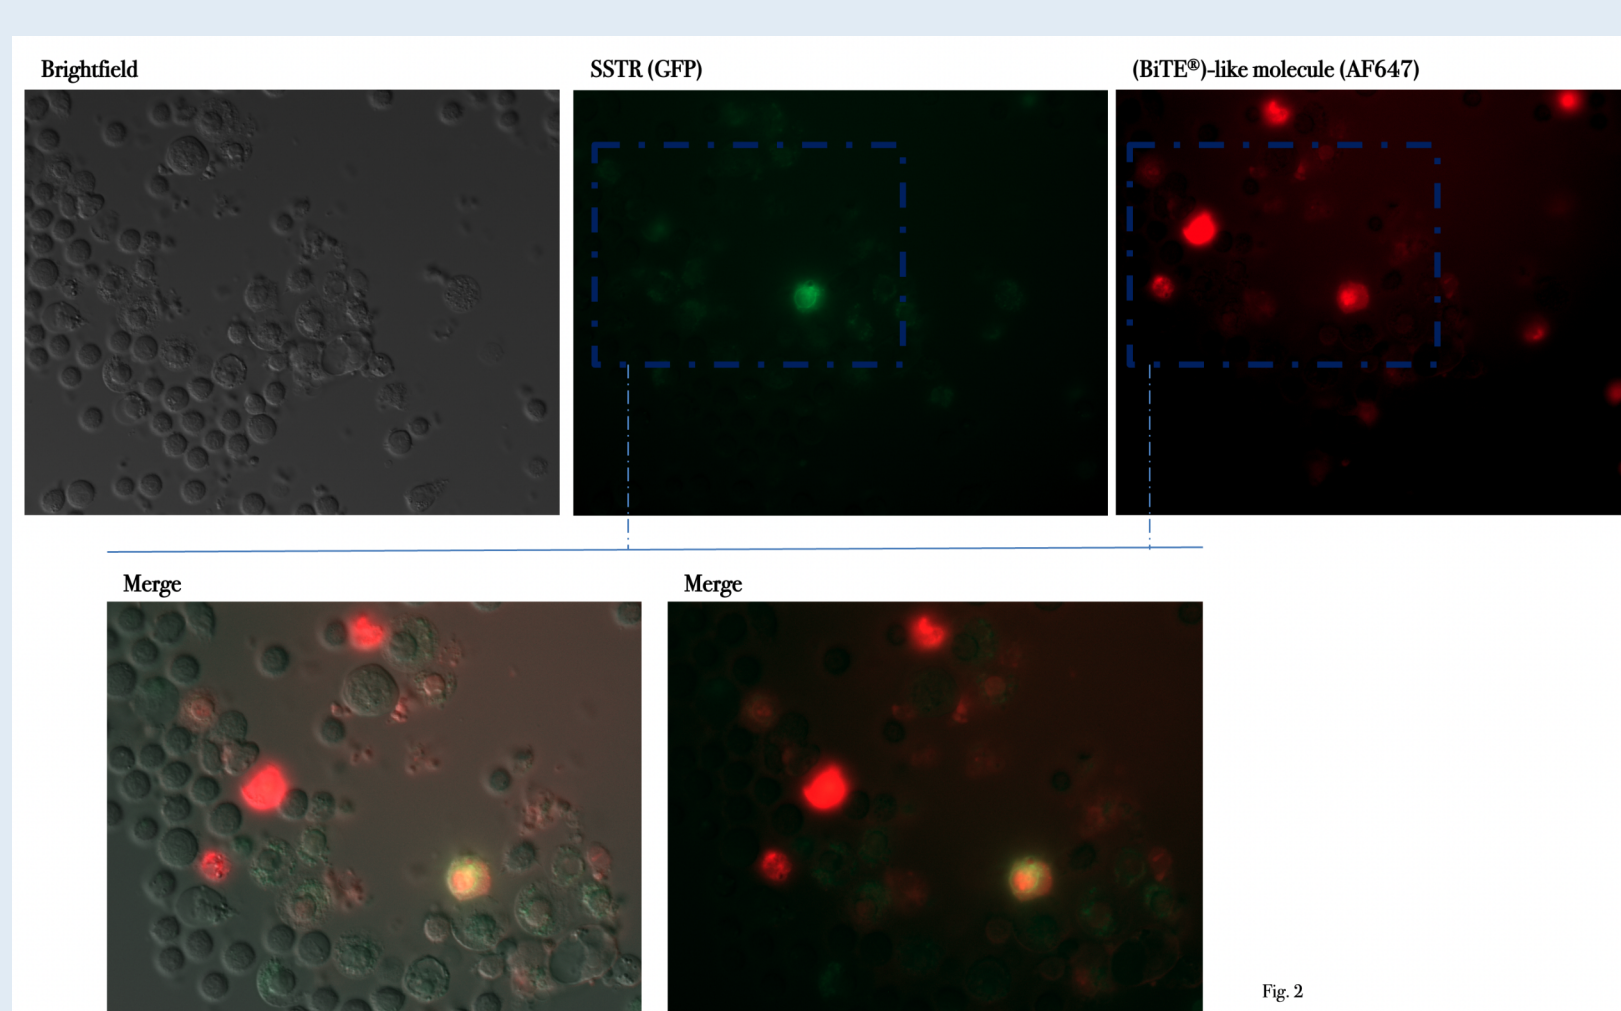 Brightfield
SSTR (GFP)
(BiTE®)-like molecule (AF647)
Merge
Merge
Fig. 2